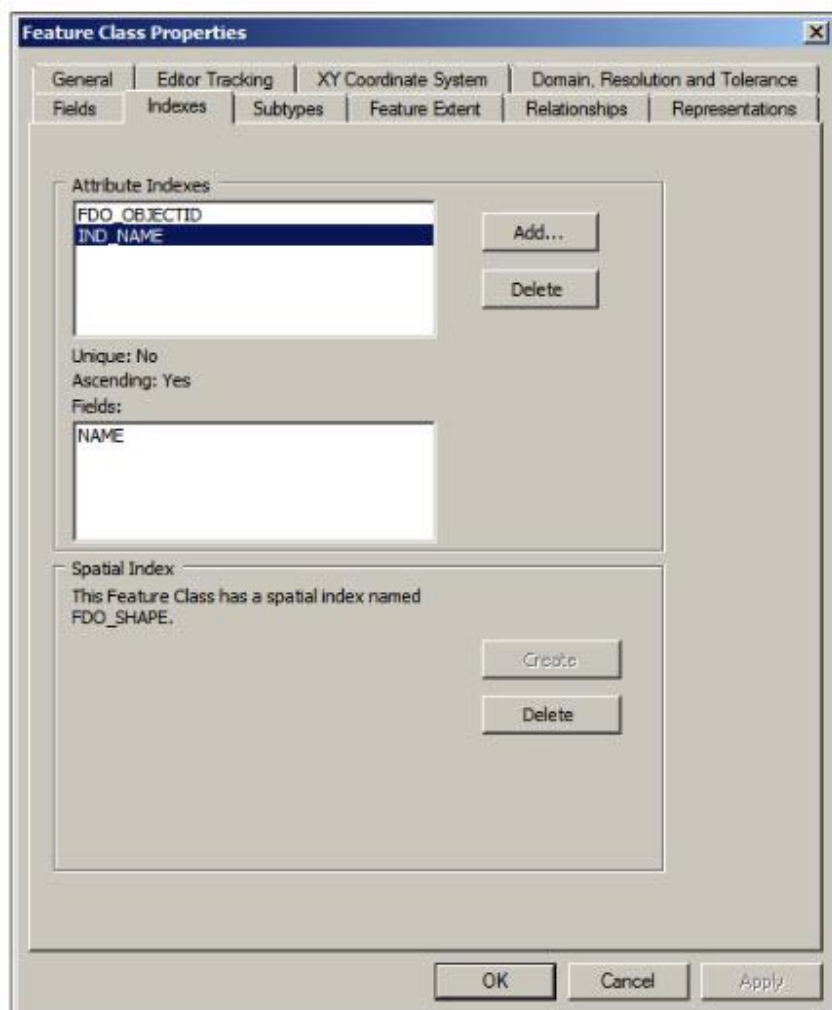 Feature Class Properties
General Editor Tracking XY Coordinate System Domain, Resolution and Tolerance
Fields Indexes Subtypes Feature Extent Relationships Representations
Attribute Indexes
FDO_OBJECTID
IND_NAME
Add...
Delete
Unique: No
Ascending: Yes
Fields:
NAME
Spatial Index
This Feature Class has a spatial index named
FDO_SHAPE.
Create
Delete
OK Cancel Apply